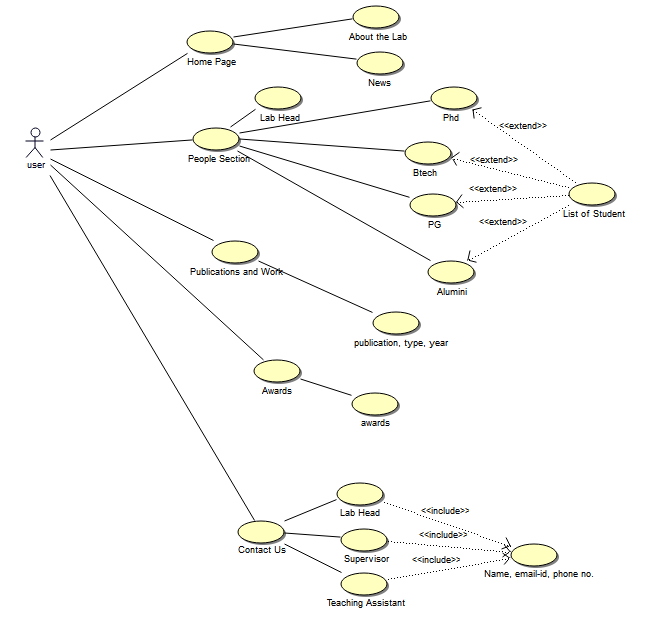 About the Lab
Home Page
News
Lab Head
Phd
<<extend>>
user
People Section
Btech
<<extend>>
<<extend>>
List of Student
PG
<<extend>>
Publications and Work
Alumini
publication, type, year
Awards
awards
Lab Head
<<include>>
<<include>>
Contact Us
Supervisor
<<include>>
Name, email-id, phone no.
Teaching Assistant